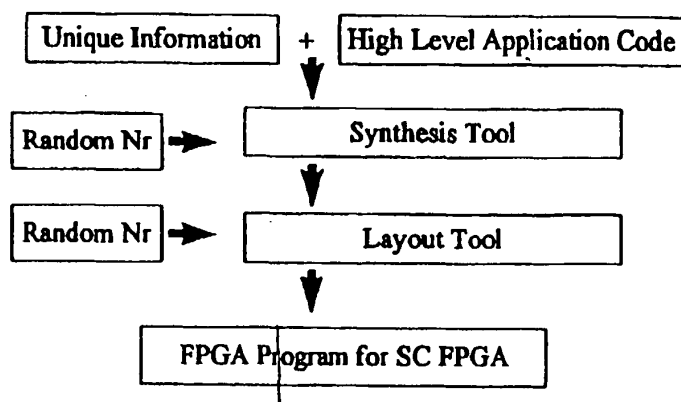 Unique Information + High Level Application Code
Random Nr Synthesis Tool
Random Nr Layout Tool
FPGA Program for SC FPGA